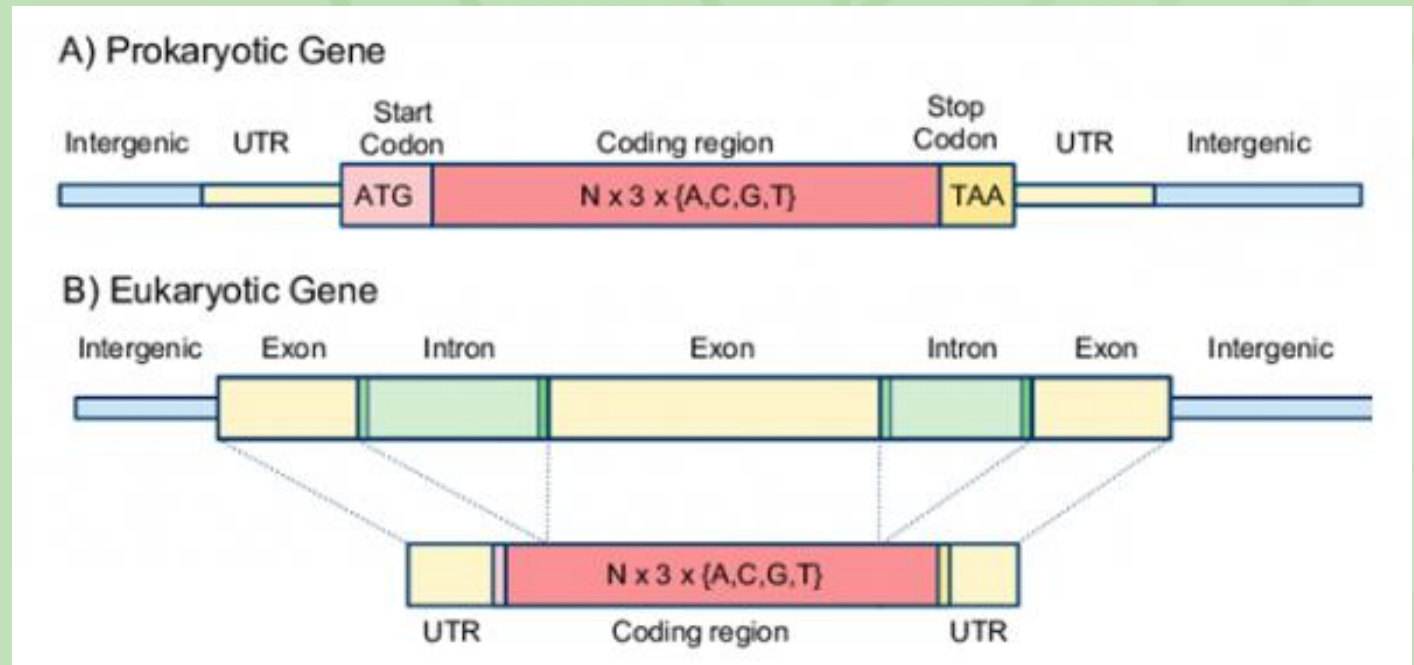 A) Prokaryotic Gene
Intergenic UTR Start Codon Coding region Stop Codon UTR Intergenic
ATG N x 3 x {A,C,G,T} TAA
B) Eukaryotic Gene
Intergenic Exon Intron Exon Intron Exon Intergenic
N x 3 x {A,C,G,T}
UTR Coding region UTR